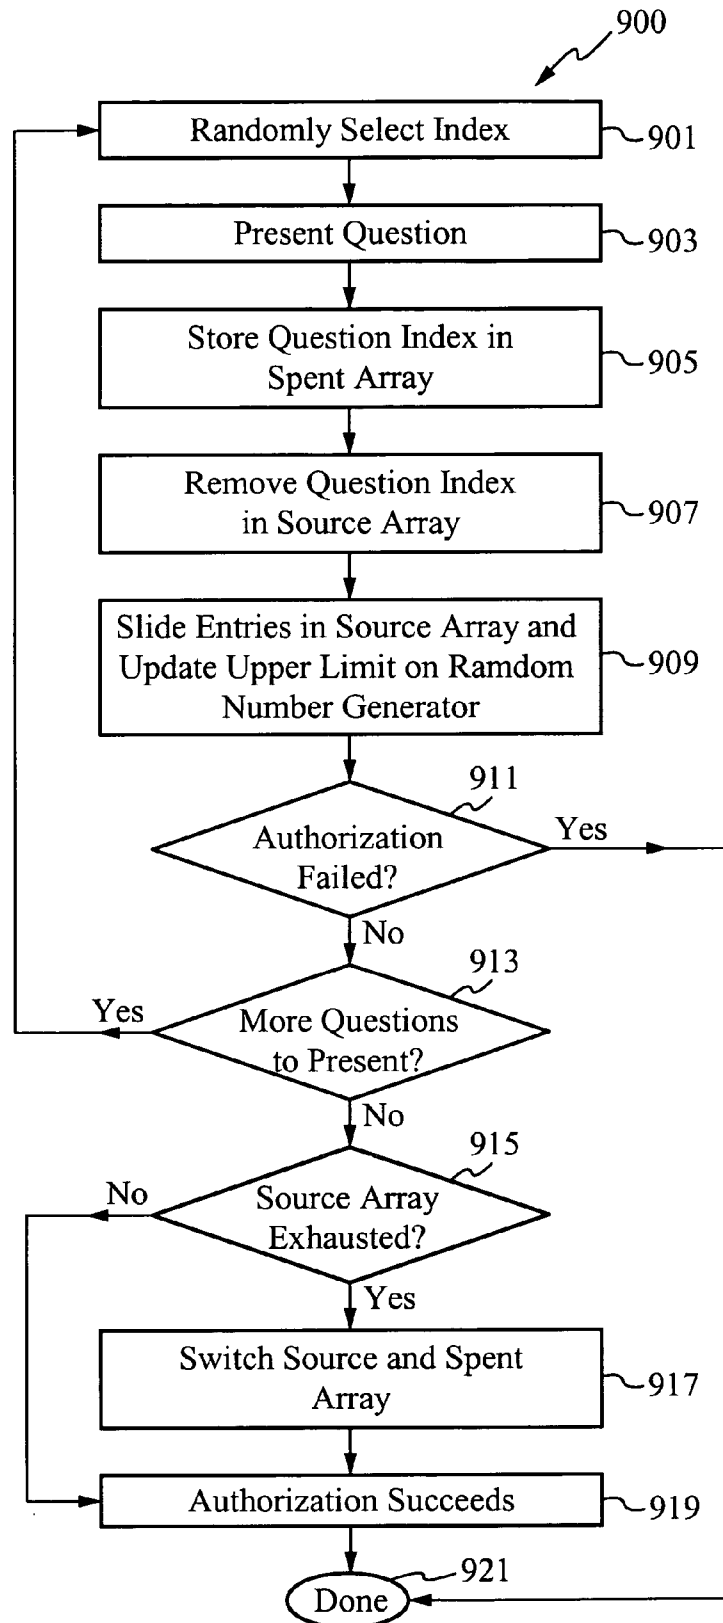 900
Randomly Select Index
901
Present Question
903
Store Question Index in
Spent Array
905
Remove Question Index
in Source Array
907
Slide Entries in Source Array and
Update Upper Limit on Ramdom
Number Generator
909
911
Authorization
Failed?
Yes
No
913
More Questions
to Present?
Yes
No
915
Source Array
Exhausted?
No
Yes
Switch Source and Spent
Array
917
Authorization Succeeds
919
921
Done